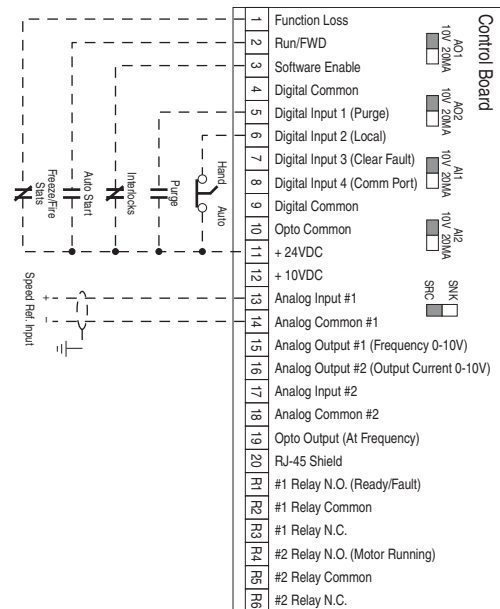 Control Board
1 Function Loss
2 Run/FWD
3 Software Enable
4 Digital Common
5 Digital Input 1 (Purge)
6 Digital Input 2 (Local)
7 Digital Input 3 (Clear Fault)
8 Digital Input 4 (Comm Port)
9 Digital Common
10 Opto Common
11 + 24VDC
12 + 10VDC
13 Analog Input #1
14 Analog Common #1
15 Analog Output #1 (Frequency 0-10V)
16 Analog Output #2 (Output Current 0-10V)
17 Analog Input #2
18 Analog Common #2
19 Opto Output (At Frequency)
20 RJ-45 Shield
R1 #1 Relay N.O. (Ready/Fault)
R2 #1 Relay Common
R3 #1 Relay N.C.
R4 #2 Relay N.O. (Motor Running)
R5 #2 Relay Common
R6 #2 Relay N.C.
AO1
10V 20MA
AO2
10V 20MA
AI1
10V 20MA
AI2
10V 20MA
SNK
SRC
Freeze/Fire
Stats
Auto Start
Interlocks
Purge
Hand
Auto
Speed Ref. Input
+
–